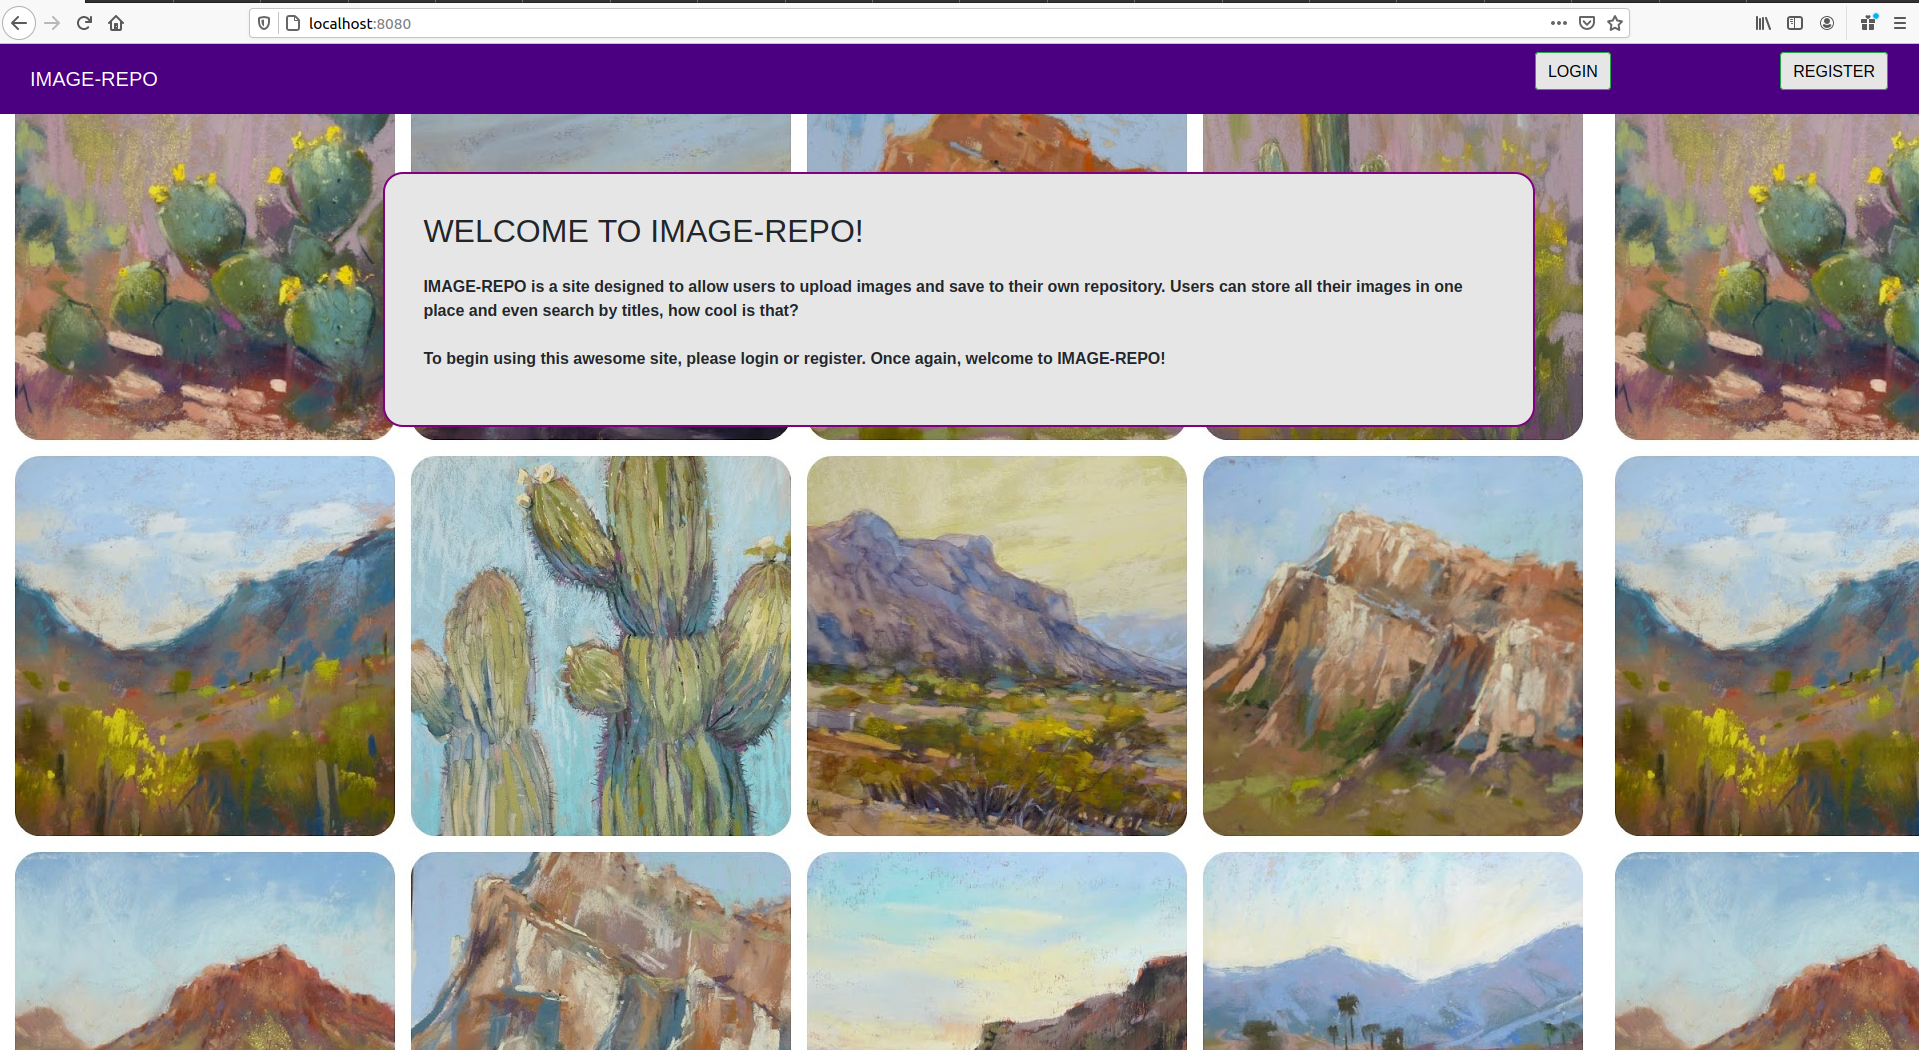 localhost:8080
IMAGE-REPO
LOGIN
REGISTER
WELCOME TO IMAGE-REPO!
IMAGE-REPO is a site designed to allow users to upload images and save to their own repository. Users can store all their images in one
place and even search by titles, how cool is that?
To begin using this awesome site, please login or register. Once again, welcome to IMAGE-REPO!